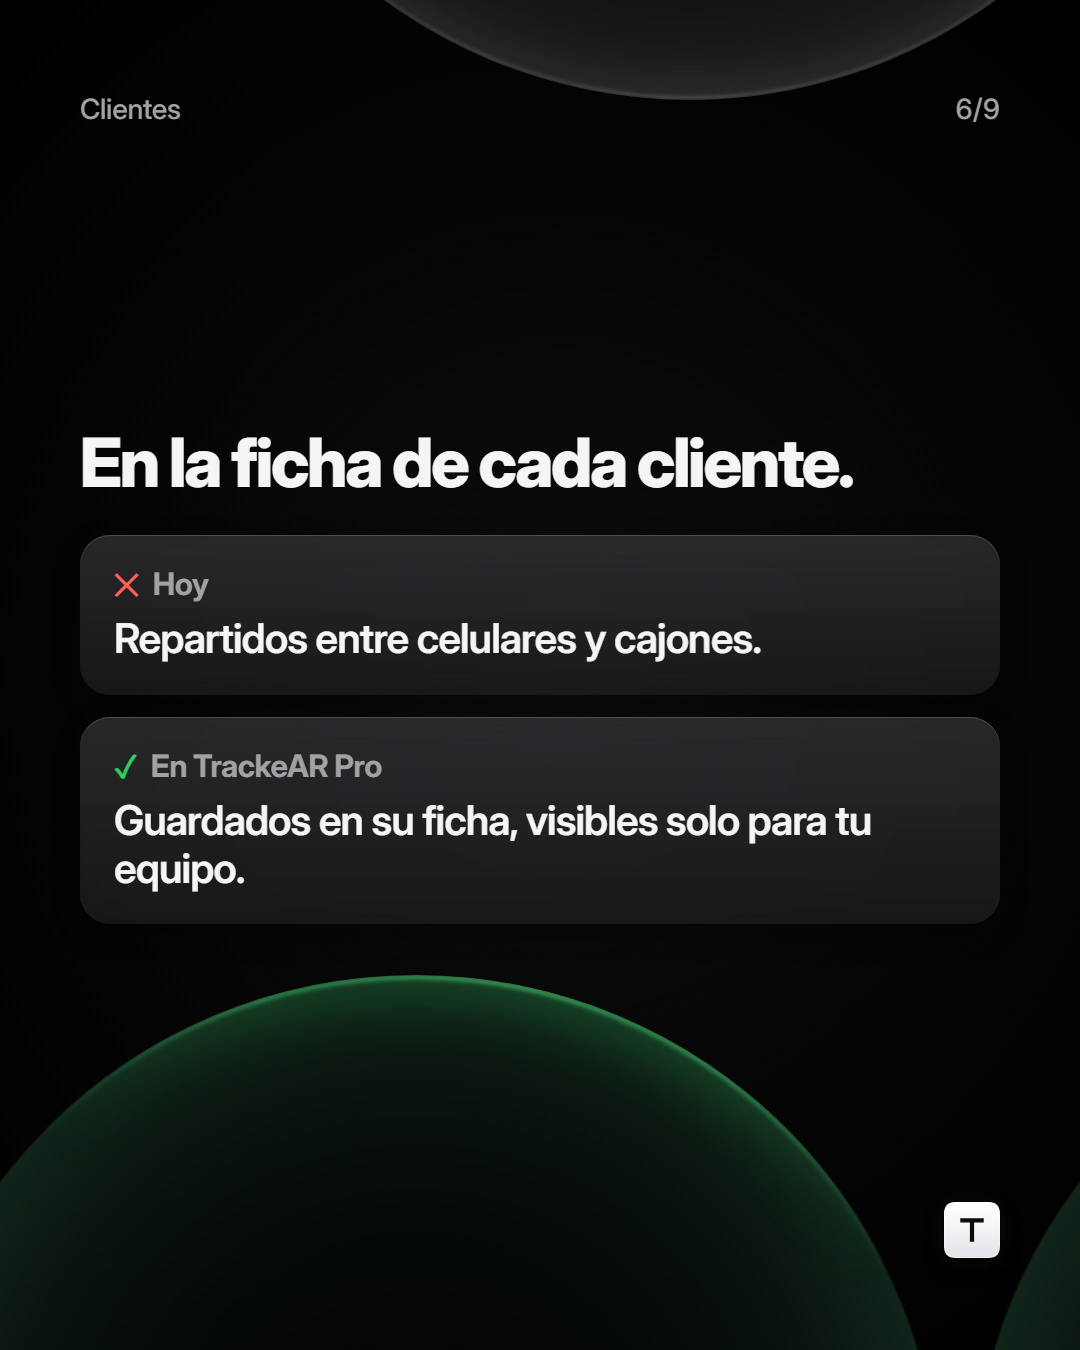 Clientes
6/9
En la ficha de cada cliente.
Hoy
Repartidos entre celulares y cajones.
En TrackeAR Pro
Guardados en su ficha, visibles solo para tu
equipo.
T